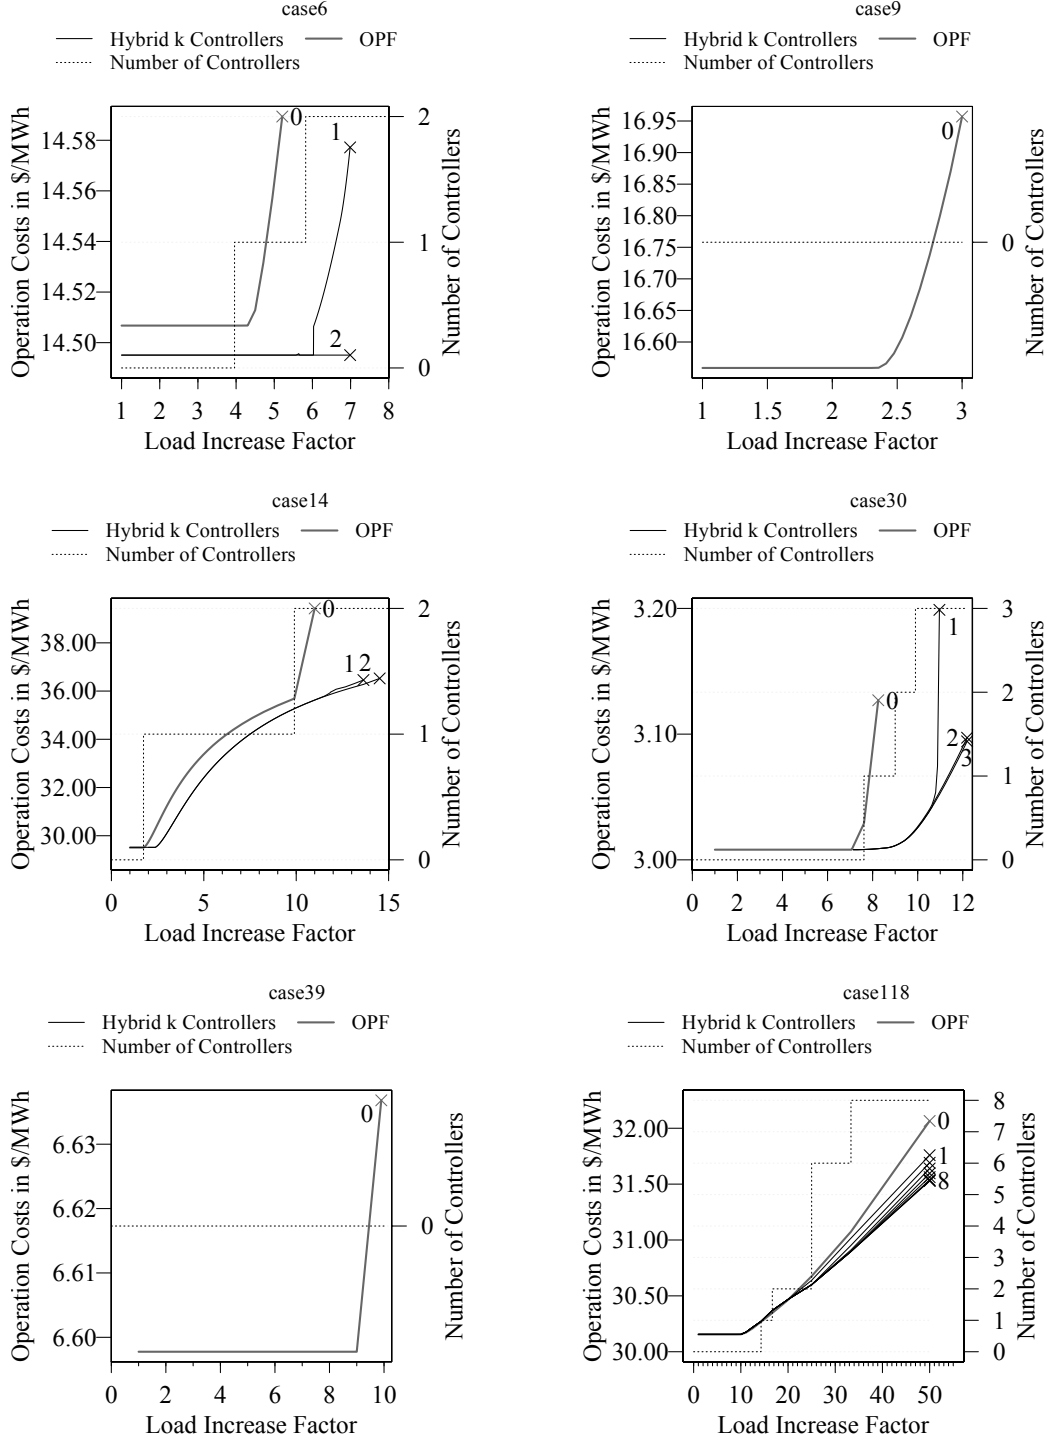 case6
Hybrid k Controllers OPF
Number of Controllers
Operation Costs in $/MWh
14.58
14.56
14.54
14.52
14.50
0
1
2
2
1
0
Number of Controllers
1 2 3 4 5 6 7 8
Load Increase Factor
case9
Hybrid k Controllers OPF
Number of Controllers
Operation Costs in $/MWh
16.95
16.90
16.85
16.80
16.75
16.70
16.65
16.60
0
0
Number of Controllers
1 1.5 2 2.5 3
Load Increase Factor
case14
Hybrid k Controllers OPF
Number of Controllers
Operation Costs in $/MWh
38.00
36.00
34.00
32.00
30.00
0
1 2
2
1
0
Number of Controllers
0 5 10 15
Load Increase Factor
case30
Hybrid k Controllers OPF
Number of Controllers
Operation Costs in $/MWh
3.20
3.10
3.00
1
0
2
3
3
2
1
0
Number of Controllers
0 2 4 6 8 10 12
Load Increase Factor
case39
Hybrid k Controllers OPF
Number of Controllers
Operation Costs in $/MWh
6.63
6.62
6.61
6.60
0
0
Number of Controllers
0 2 4 6 8 10
Load Increase Factor
case118
Hybrid k Controllers OPF
Number of Controllers
Operation Costs in $/MWh
32.00
31.50
31.00
30.50
30.00
0
1
8
8
7
6
5
4
3
2
1
0
Number of Controllers
0 10 20 30 40 50
Load Increase Factor